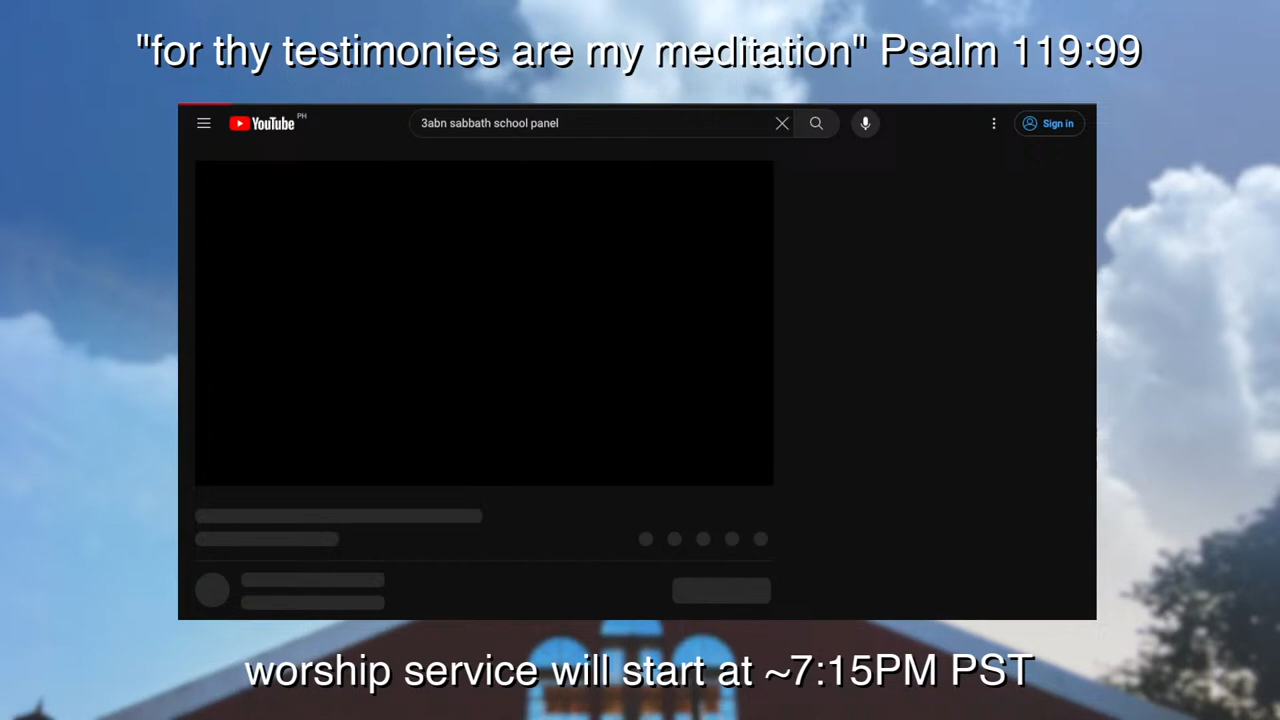 "for thy testimonies are my meditation" Psalm 119:99
YouTube PH
3abn sabbath school panel
Sign in
worship service will start at ~7:15PM PST